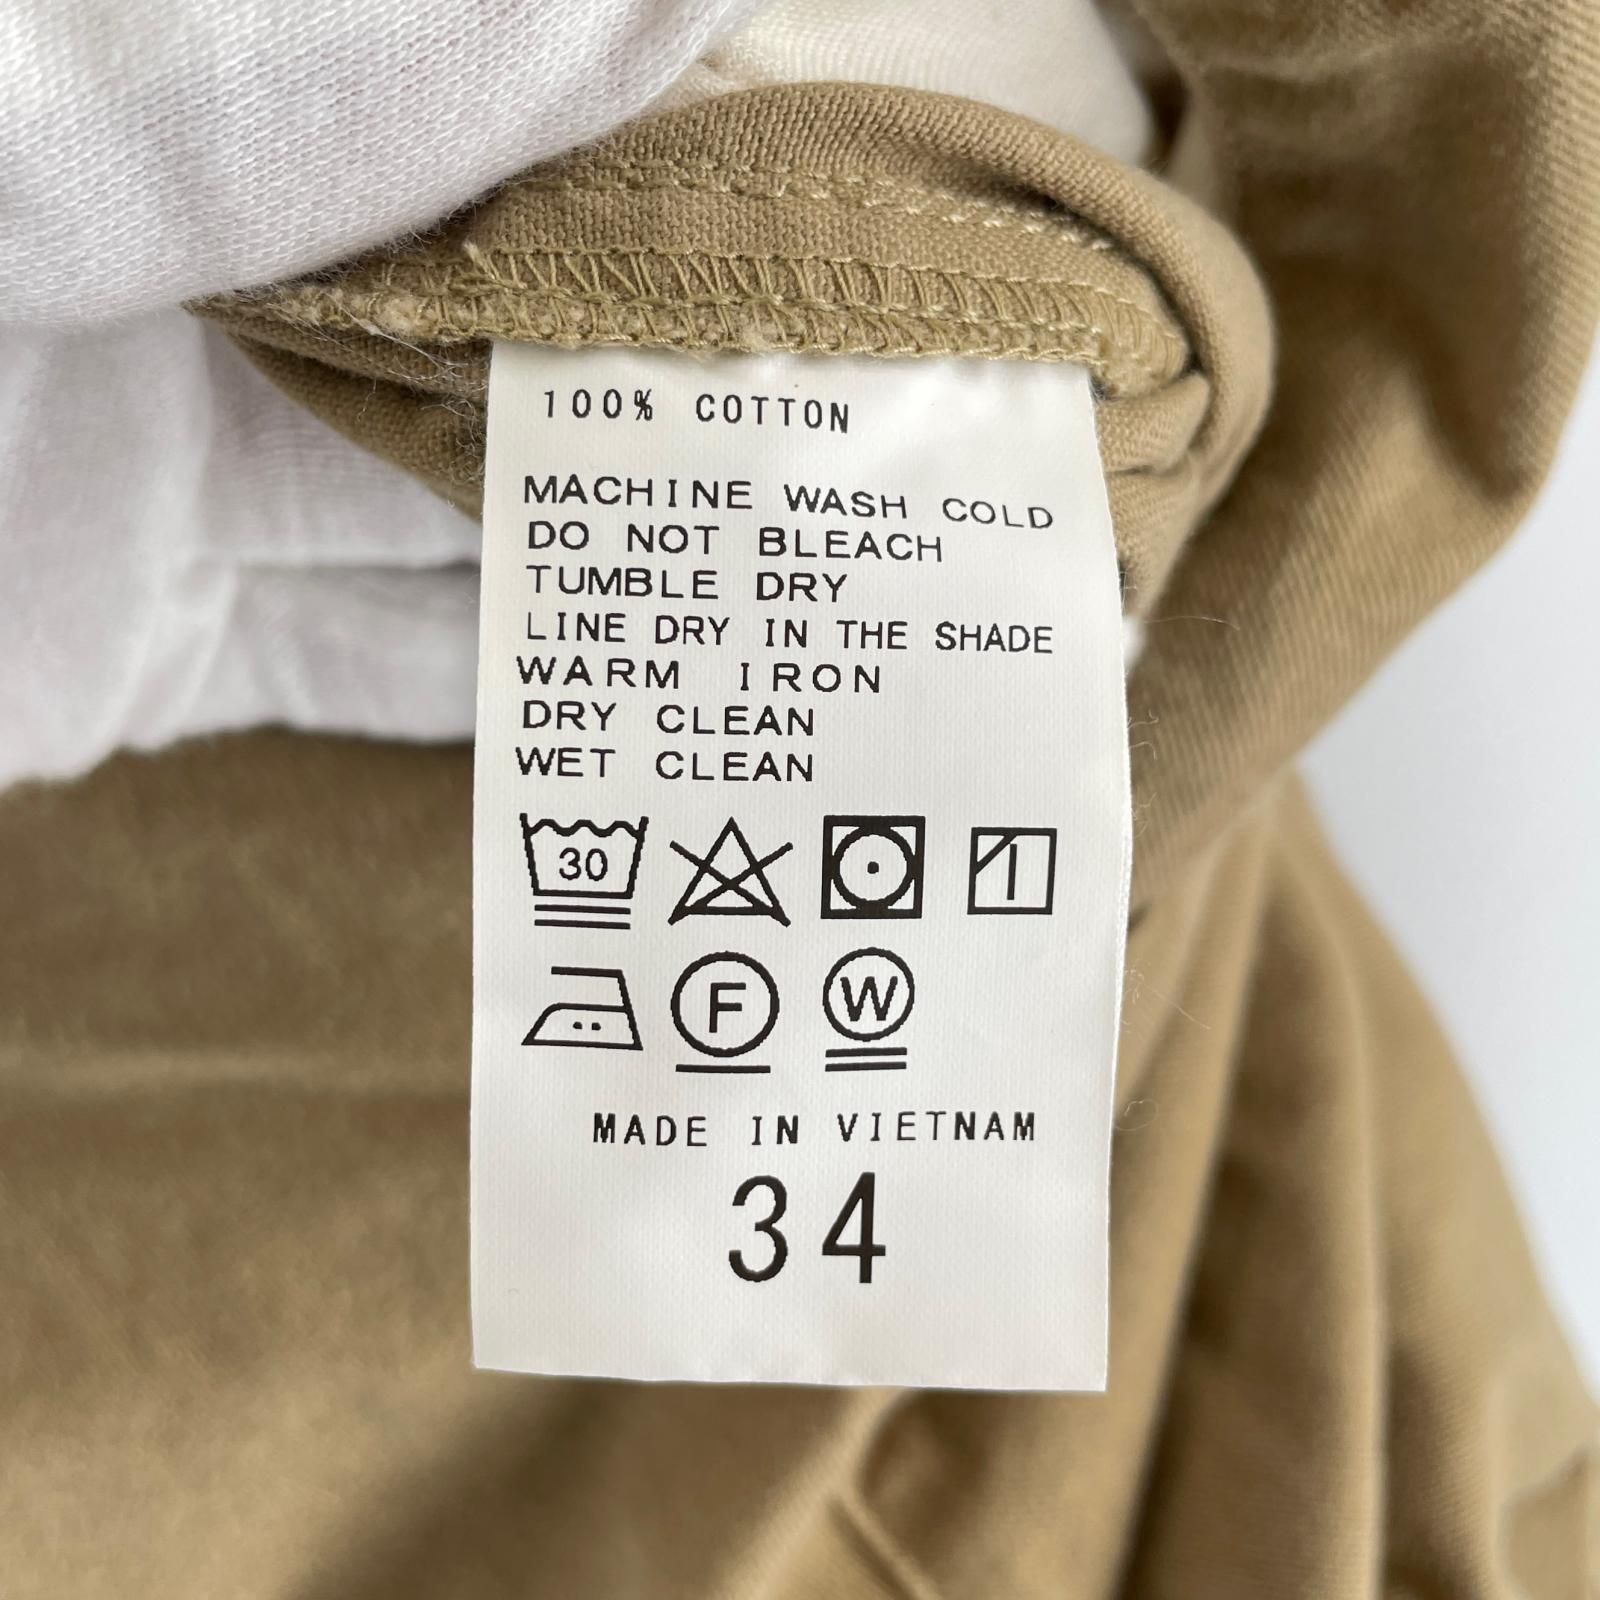 100% COTTON
MACHINE WASH COLD
DO NOT BLEACH
TUMBLE DRY
LINE DRY IN THE SHADE
WARM IRON
DRY CLEAN
WET CLEAN
30
F W
MADE IN VIETNAM
34